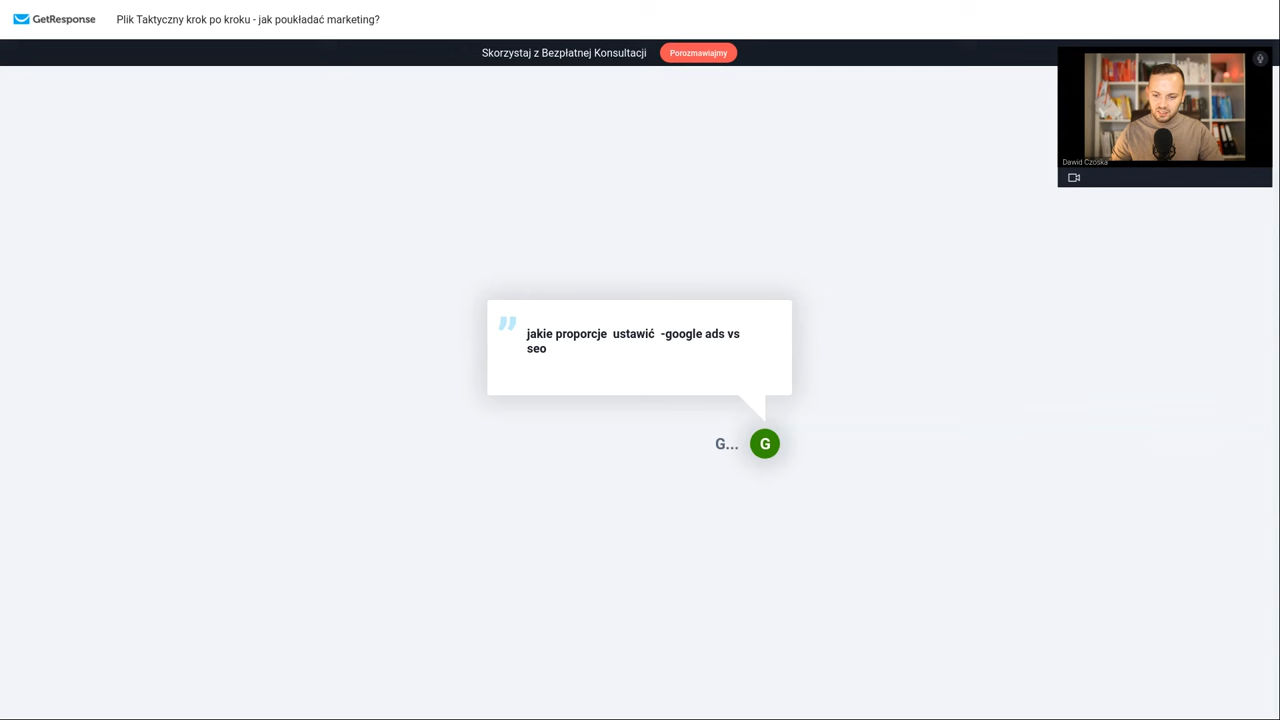 GetResponse
Plik Taktyczny krok po kroku - jak poukładać marketing?
Skorzystaj z Bezpłatnej Konsultacji
Porozmawiajmy
Dawid Czoska
jakie proporcje  ustawić  -google ads vs
seo
G...
G